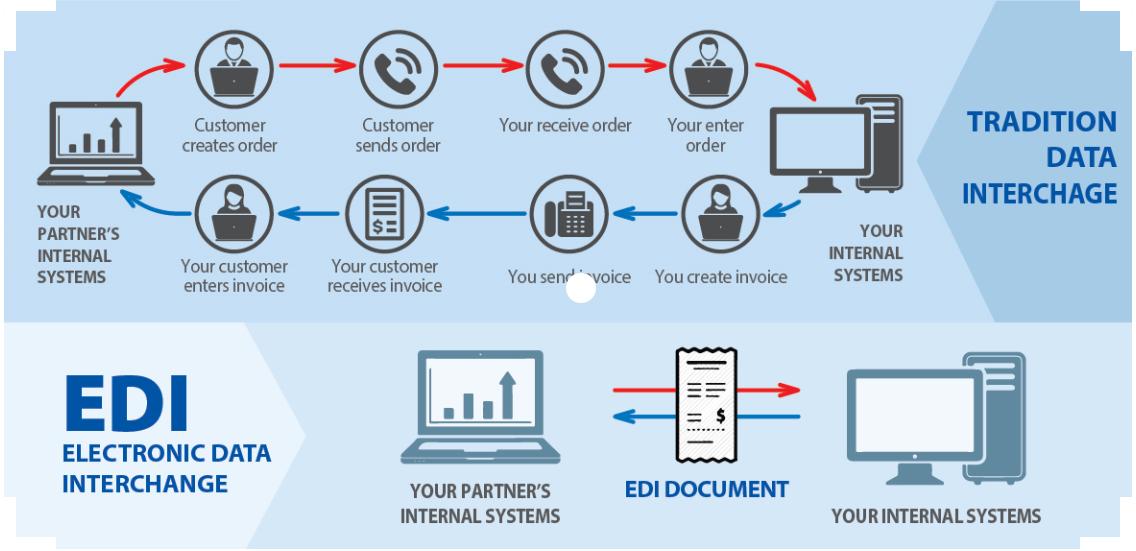 Customer
creates order
Customer
sends order
Your receive order
Your enter
order
TRADITION
DATA
INTERCHAGE
YOUR
PARTNER'S
INTERNAL
SYSTEMS
Your customer
enters invoice
Your customer
receives invoice
$
You send invoice
You create invoice
YOUR
INTERNAL
SYSTEMS
EDI
ELECTRONIC DATA
INTERCHANGE
YOUR PARTNER'S
INTERNAL SYSTEMS
$
EDI DOCUMENT
YOUR INTERNAL SYSTEMS